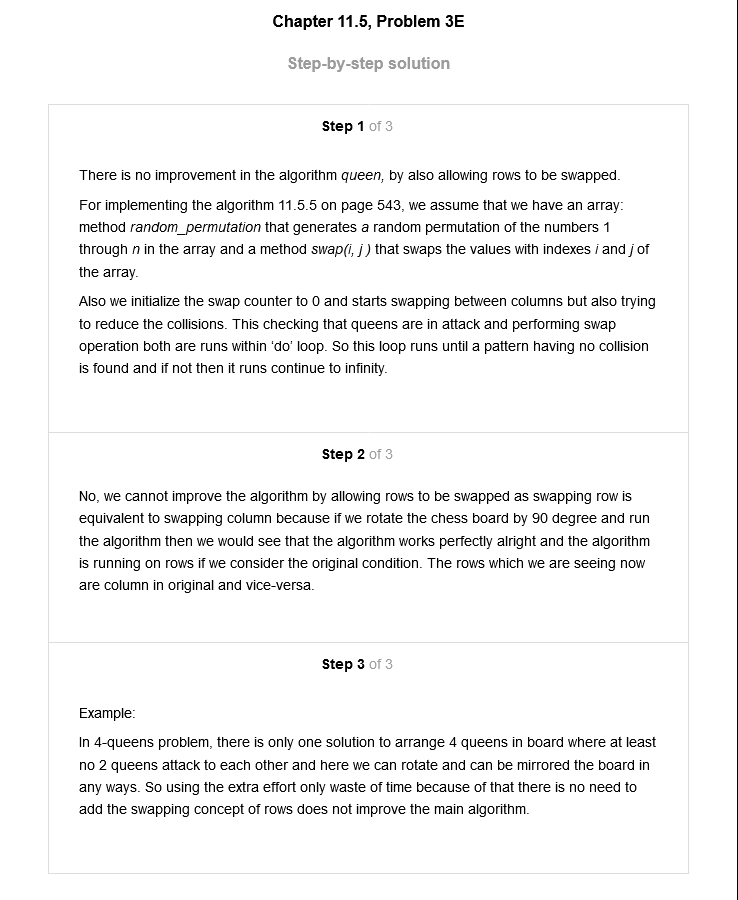 Chapter 11.5, Problem 3E
Step-by-step solution
Step 1 of 3
There is no improvement in the algorithm queen, by also allowing rows to be swapped.
For implementing the algorithm 11.5.5 on page 543, we assume that we have an array:
method random_permutation that generates a random permutation of the numbers 1
through n in the array and a method swap(i, j ) that swaps the values with indexes i and j of
the array.
Also we initialize the swap counter to 0 and starts swapping between columns but also trying
to reduce the collisions. This checking that queens are in attack and performing swap
operation both are runs within ‘do’ loop. So this loop runs until a pattern having no collision
is found and if not then it runs continue to infinity.
Step 2 of 3
No, we cannot improve the algorithm by allowing rows to be swapped as swapping row is
equivalent to swapping column because if we rotate the chess board by 90 degree and run
the algorithm then we would see that the algorithm works perfectly alright and the algorithm
is running on rows if we consider the original condition. The rows which we are seeing now
are column in original and vice-versa.
Step 3 of 3
Example:
In 4-queens problem, there is only one solution to arrange 4 queens in board where at least
no 2 queens attack to each other and here we can rotate and can be mirrored the board in
any ways. So using the extra effort only waste of time because of that there is no need to
add the swapping concept of rows does not improve the main algorithm.